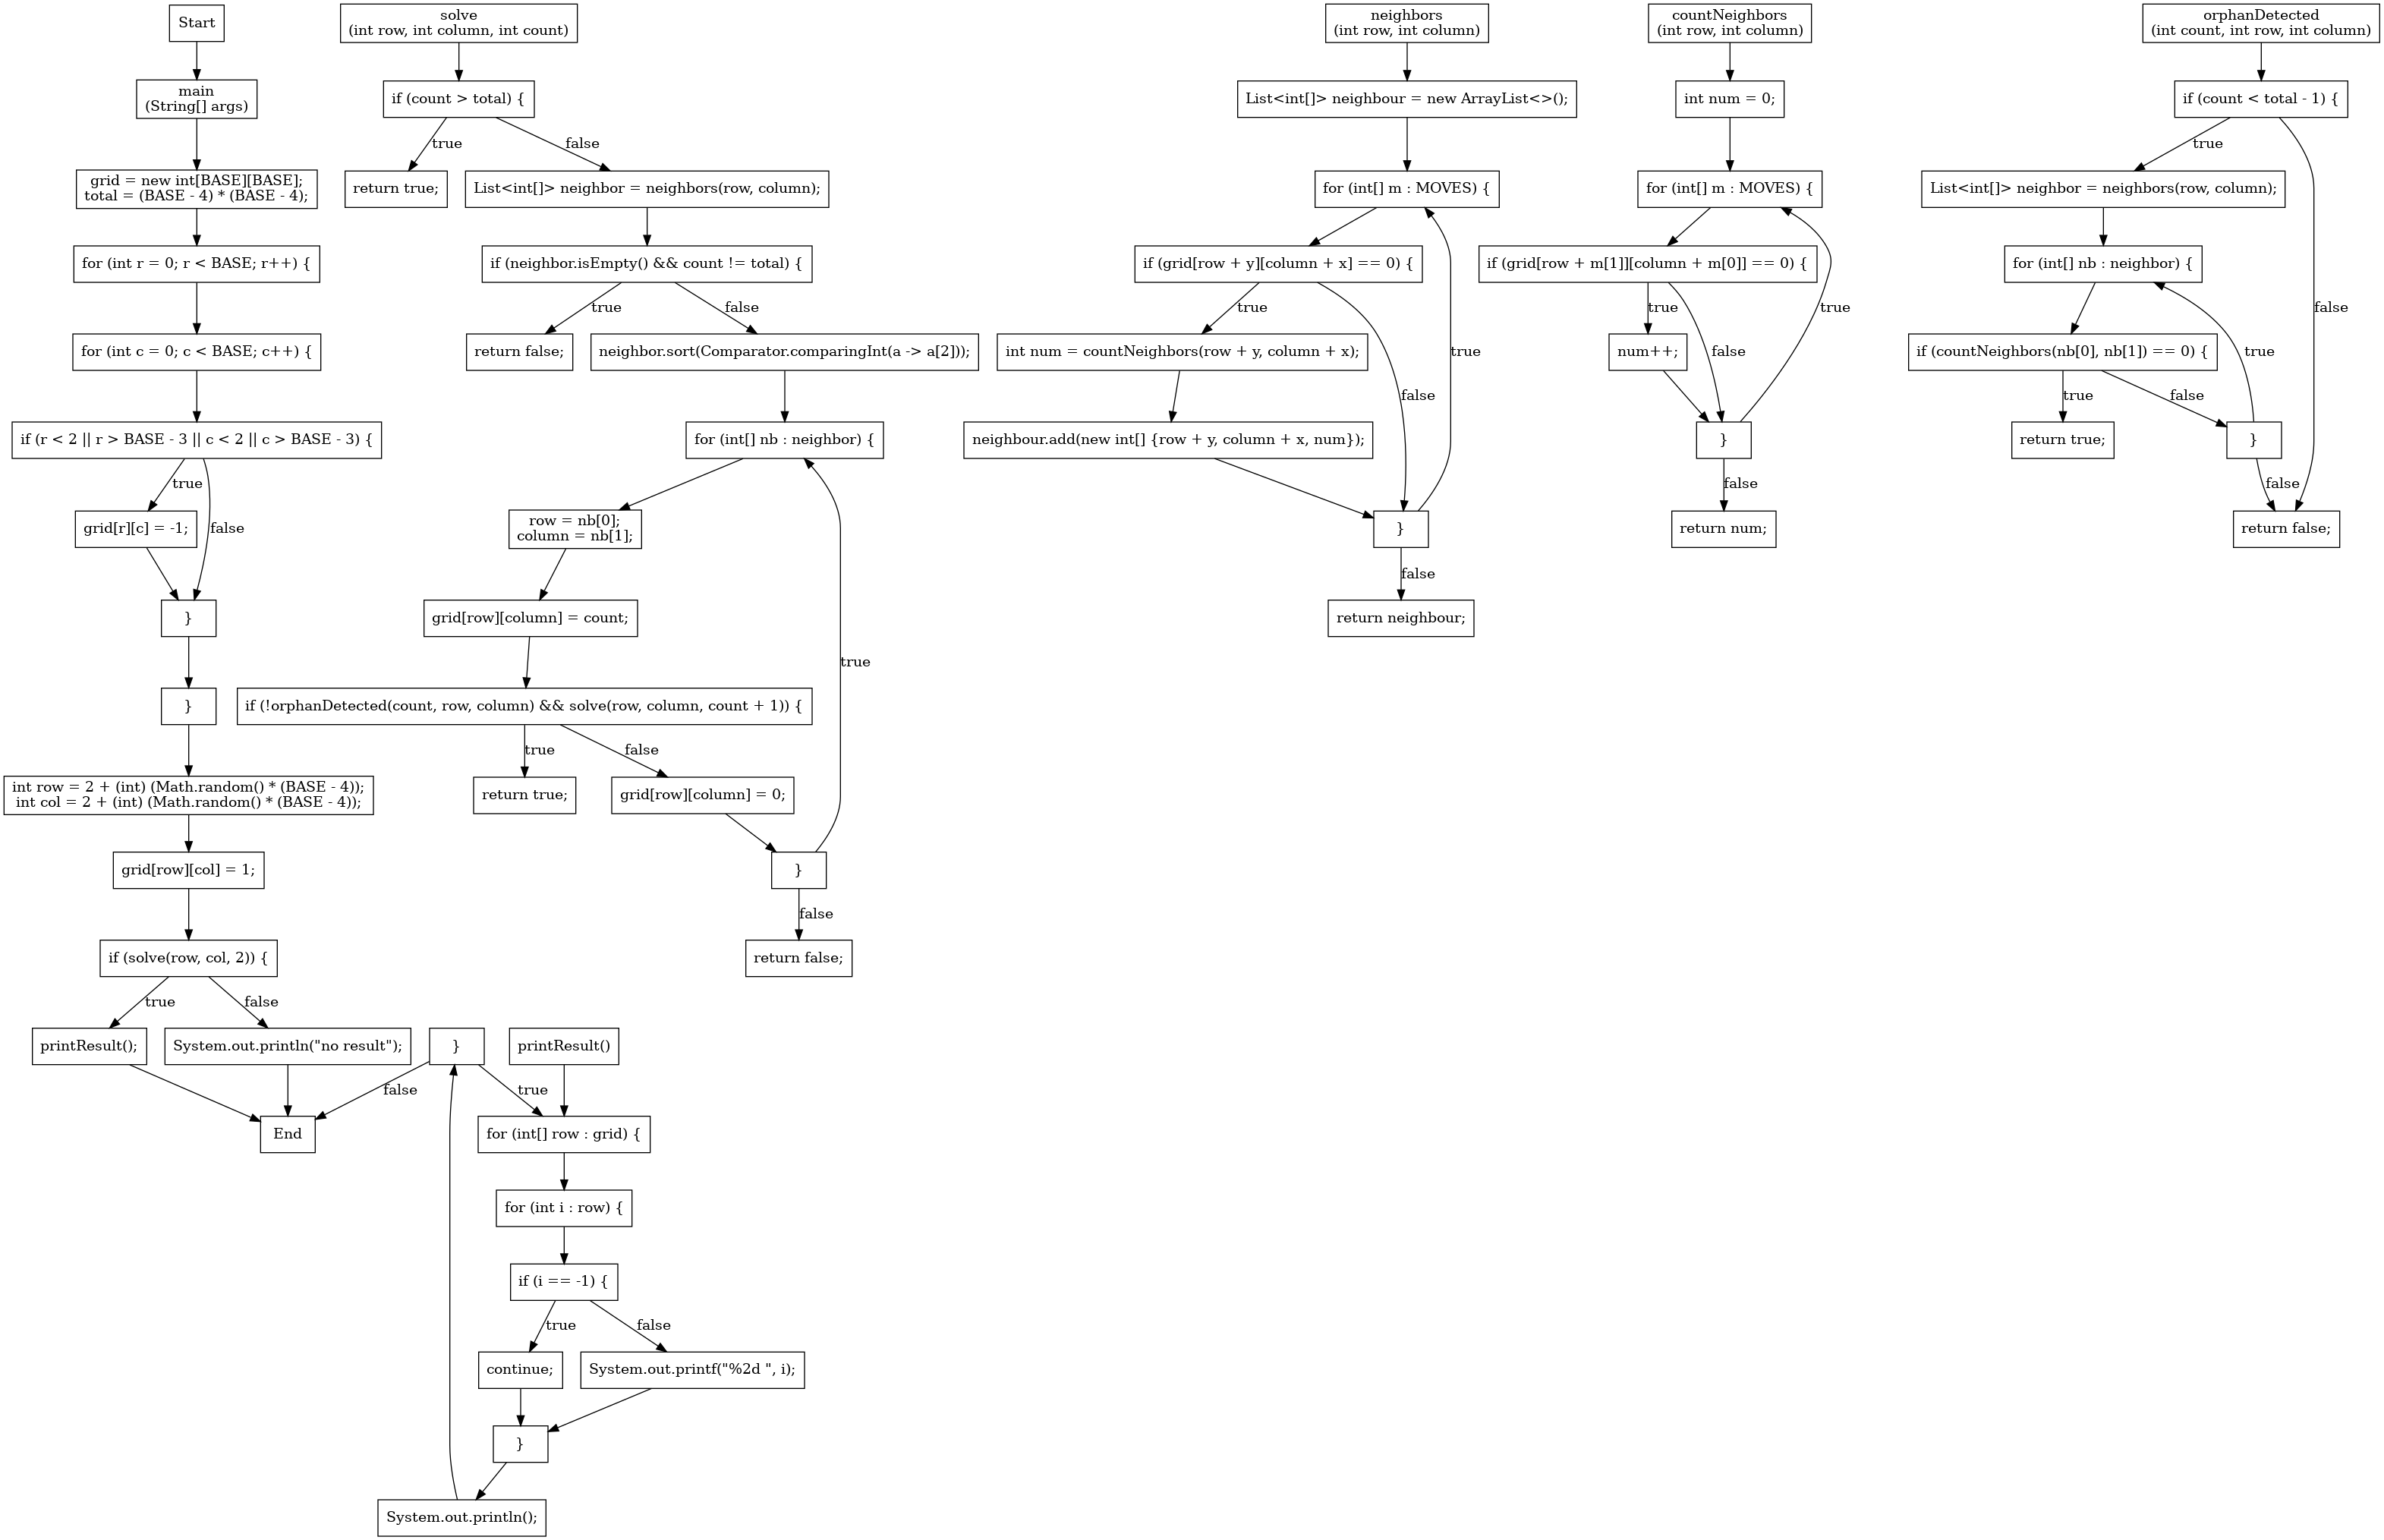 Start
main
(String[] args)
grid = new int[BASE][BASE];
total = (BASE - 4) * (BASE - 4);
for (int r = 0; r < BASE; r++) {
for (int c = 0; c < BASE; c++) {
if (r < 2 || r > BASE - 3 || c < 2 || c > BASE - 3) {
true
false
grid[r][c] = -1;
}
}
int row = 2 + (int) (Math.random() * (BASE - 4));
int col = 2 + (int) (Math.random() * (BASE - 4));
grid[row][col] = 1;
if (solve(row, col, 2)) {
true
false
printResult();
System.out.println("no result");
End
solve
(int row, int column, int count)
if (count > total) {
true
false
return true;
List<int[]> neighbor = neighbors(row, column);
if (neighbor.isEmpty() && count != total) {
true
false
return false;
neighbor.sort(Comparator.comparingInt(a -> a[2]));
for (int[] nb : neighbor) {
row = nb[0];
column = nb[1];
grid[row][column] = count;
true
if (!orphanDetected(count, row, column) && solve(row, column, count + 1)) {
true
false
return true;
grid[row][column] = 0;
}
false
return false;
}
printResult()
false
true
for (int[] row : grid) {
for (int i : row) {
if (i == -1) {
true
false
continue;
System.out.printf("%2d ", i);
}
System.out.println();
neighbors
(int row, int column)
List<int[]> neighbour = new ArrayList<>();
for (int[] m : MOVES) {
if (grid[row + y][column + x] == 0) {
true
int num = countNeighbors(row + y, column + x);
true
false
neighbour.add(new int[] {row + y, column + x, num});
}
false
return neighbour;
countNeighbors
(int row, int column)
int num = 0;
for (int[] m : MOVES) {
if (grid[row + m[1]][column + m[0]] == 0) {
true
true
num++;
false
}
false
return num;
orphanDetected
(int count, int row, int column)
if (count < total - 1) {
true
List<int[]> neighbor = neighbors(row, column);
for (int[] nb : neighbor) {
false
if (countNeighbors(nb[0], nb[1]) == 0) {
true
true
false
return true;
}
false
return false;